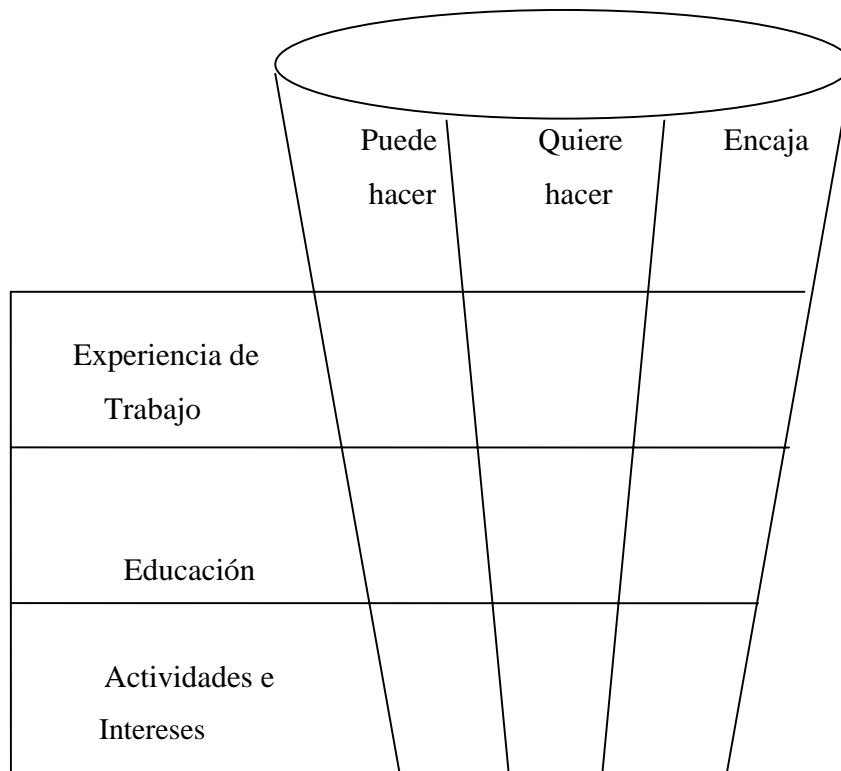 Puede Quiere Encaja
hacer hacer
Experiencia de
Trabajo
Educación
Actividades e
Intereses